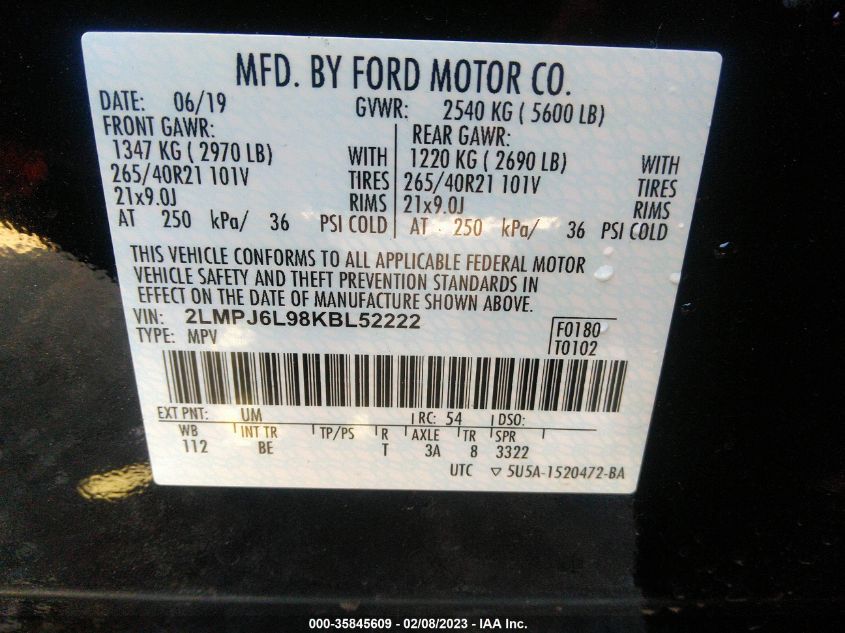 MFD. BY FORD MOTOR CO.
DATE: 06/19 GVWR: 2540 KG ( 5600 LB)
FRONT GAWR: REAR GAWR:
1347 KG ( 2970 LB) WITH 1220 KG ( 2690 LB) WITH
265/40R21 101V TIRES 265/40R21 101V TIRES
21x9.0J RIMS 21x9.0J RIMS
AT 250 kPa/ 36 PSI COLD AT 250 kPa/ 36 PSI COLD
THIS VEHICLE CONFORMS TO ALL APPLICABLE FEDERAL MOTOR
VEHICLE SAFETY AND THEFT PREVENTION STANDARDS IN
EFFECT ON THE DATE OF MANUFACTURE SHOWN ABOVE.
VIN: 2LMPJ6L98KBL52222
TYPE: MPV F0180
T0102
EXT PNT: UM RC: 54 DSO:
WB INT TR TP/PS R AXLE TR SPR
112 BE T 3A 8 3322
UTC ▽ 5U5A-1520472-BA
000-35845609 - 02/08/2023 - IAA Inc.